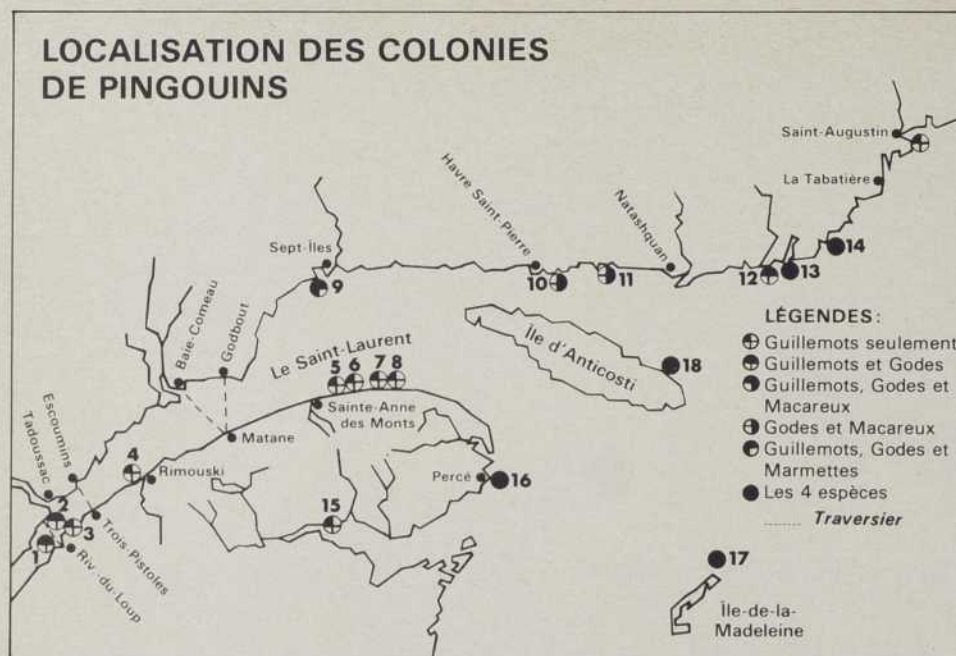 LOCALISATION DES COLONIES
DE PINGOUINS
Saint-Augustin
La Tabatière
Havre Saint-Pierre
Natashquan
Sept-Îles
14
9
10
11
12
13
Baie-Comeau
Godbout
Le Saint-Laurent
5 6 7 8
Île d'Anticosti
18
LÉGENDES:
Guillemots seulement
Guillemots et Godes
Guillemots, Godes et
Macareux
Godes et Macareux
Guillemots, Godes et
Marmettes
Les 4 espèces
Traversier
Sainte-Anne
des Monts
Matane
Escoumins
Tadoussac
4
Rimouski
Percé
16
15
2
3
1
Trois-Pistoles
Riv.-du-Loup
17
Île-de-la-
Madeleine